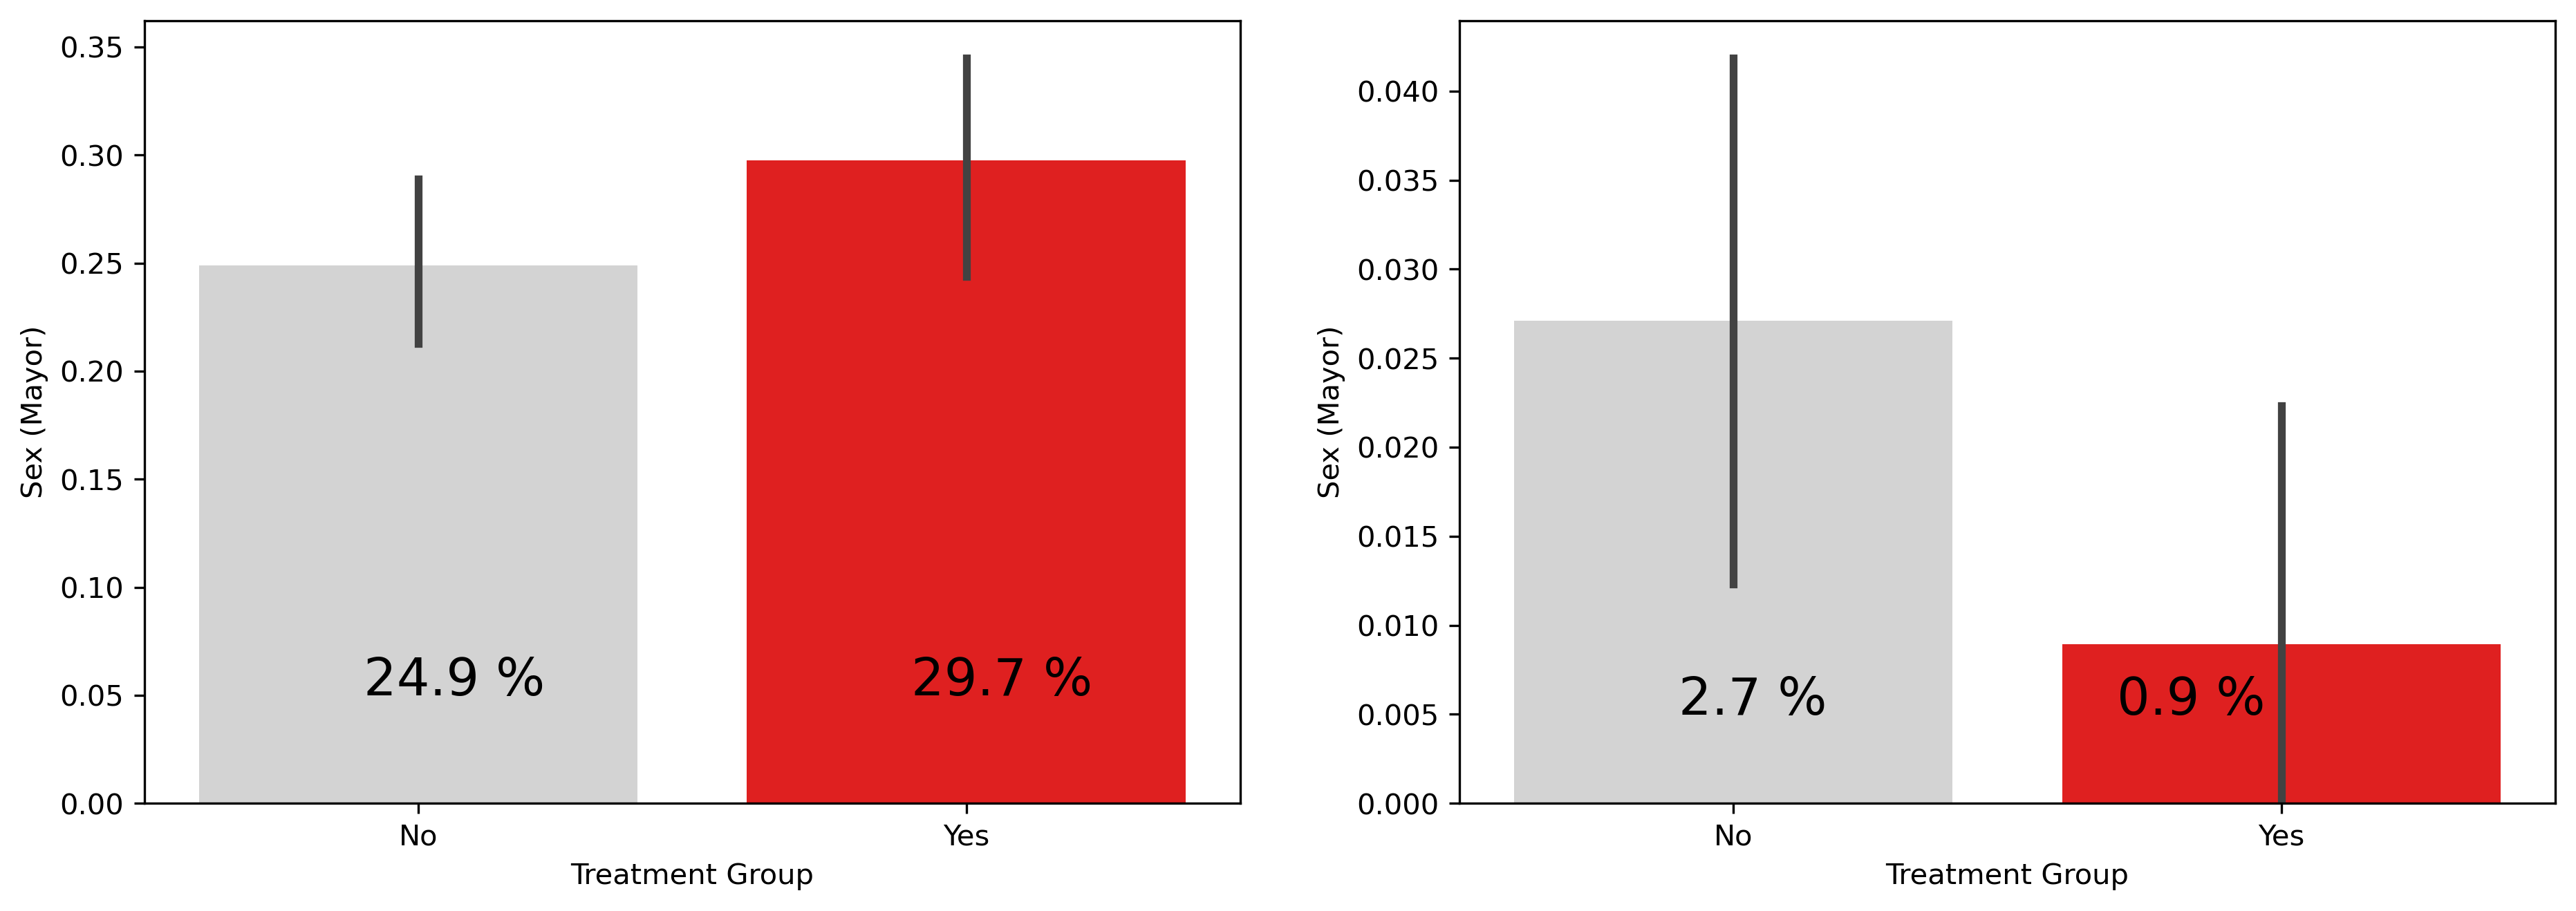 0.35
0.30
0.25
0.20
0.15
0.10
0.05
0.00
Sex (Mayor)
24.9 %
29.7 %
No
Yes
Treatment Group
0.040
0.035
0.030
0.025
0.020
0.015
0.010
0.005
0.000
Sex (Mayor)
2.7 %
0.9 %
No
Yes
Treatment Group